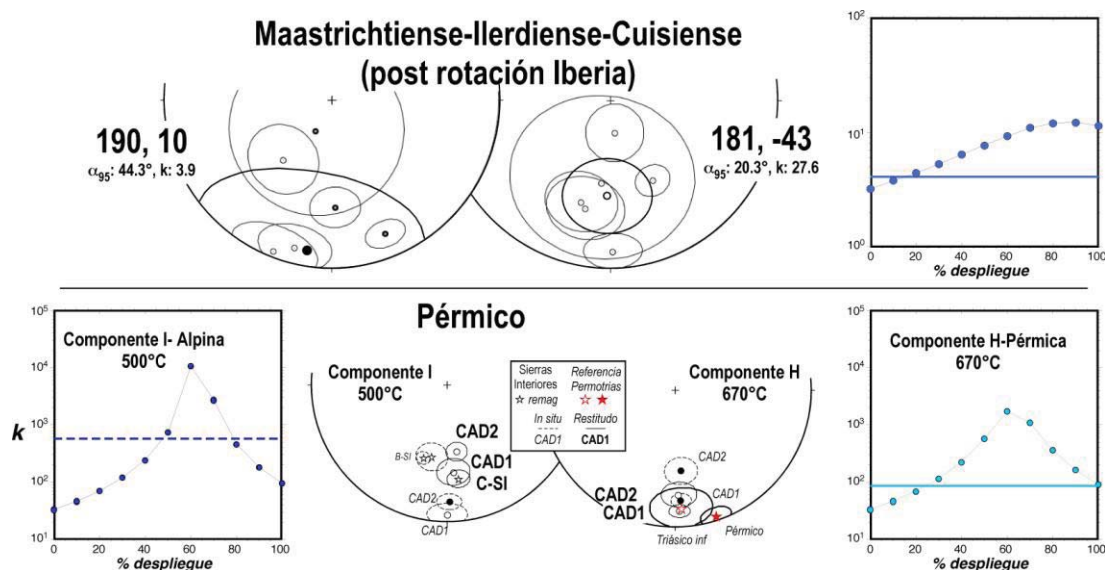 Maastrichtiense-Ilerdiense-Cuisiense
(post rotación Iberia)
190, 10
α95: 44.3°, k: 3.9
181, -43
α95: 20.3°, k: 27.6
10²
10¹
10⁰
0 20 40 60 80 100
% despliegue
Pérmico
10⁵
10⁴
10³
10²
10¹
k
Componente I- Alpina
500°C
0 20 40 60 80 100
% despliegue
Componente I
500°C
CAD2
CAD1
C-SI
B-SI
CAD2
CAD1
Sierras Referencia
Interiores Permotrias
remag
In situ Restitudo
CAD1 CAD1
Componente H
670°C
CAD2
CAD2
CAD1
CAD1
Triásico inf
Pérmico
10⁵
10⁴
10³
10²
10¹
Componente H-Pérmica
670°C
0 20 40 60 80 100
% despliegue